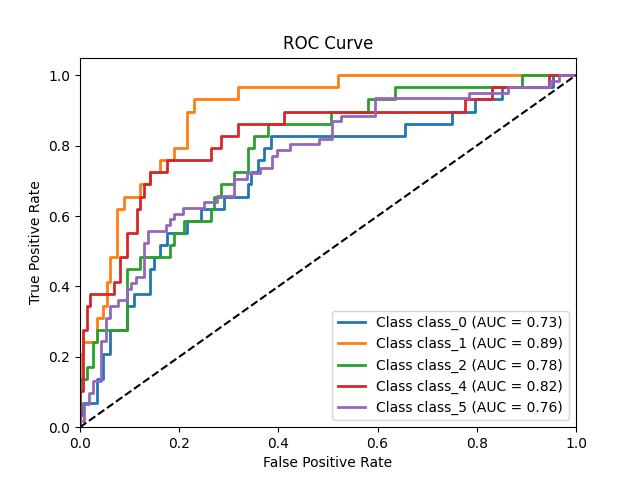 ROC Curve
True Positive Rate
1.0
0.8
0.6
0.4
0.2
0.0
Class class_0 (AUC = 0.73)
Class class_1 (AUC = 0.89)
Class class_2 (AUC = 0.78)
Class class_4 (AUC = 0.82)
Class class_5 (AUC = 0.76)
0.0 0.2 0.4 0.6 0.8 1.0
False Positive Rate